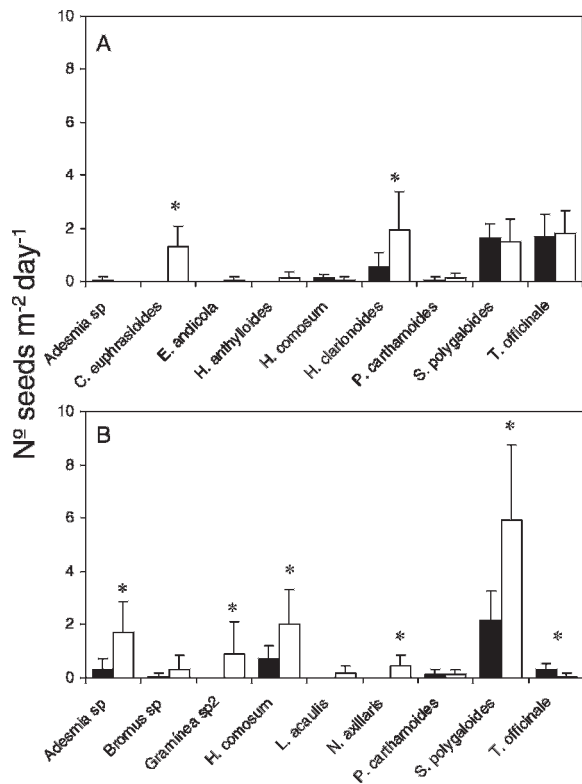 Nº seeds m-2 day-1
A
10
8
6
4
2
0
*
*
Adesmia sp
C. euphrasioides
E. andicola
H. anthylloides
H. comosum
H. clarionoides
P. carthamoides
S. polygaloides
T. officinale
B
10
8
6
4
2
0
*
*
*
*
*
*
Adesmia sp
Bromus sp
Graminea sp2
H. comosum
L. acaulis
N. axillaris
P. carthamoides
S. polygaloides
T. officinale